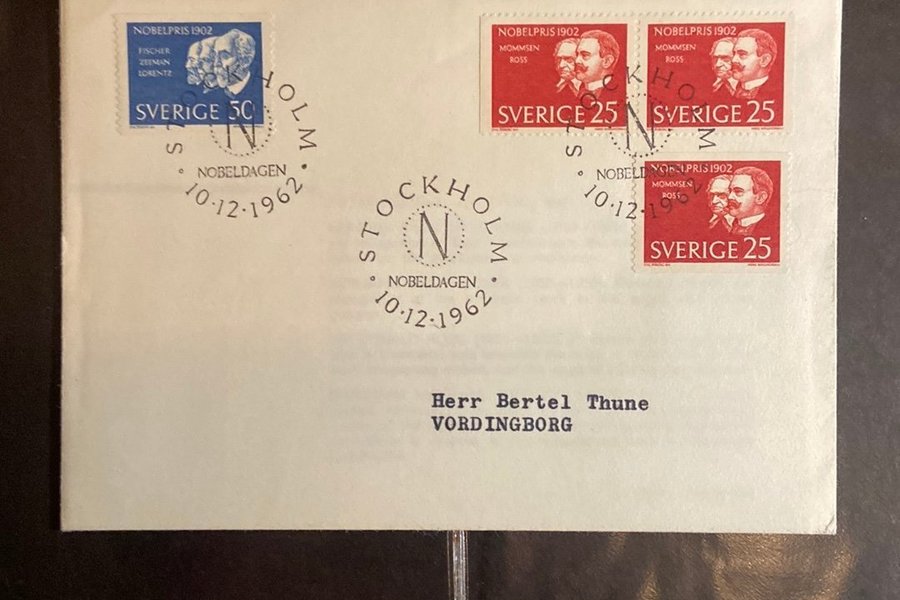 NOBELPRIS 1902
FISCHER
ZEEMAN
LORENTZ
SVERIGE 50
NOBELPRIS 1902
MOMMSEN
ROSS
SVERIGE 25
NOBELPRIS 1902
MOMMSEN
ROSS
SVERIGE 25
NOBELPRIS 1902
MOMMSEN
ROSS
SVERIGE 25
STOCKHOLM
N
NOBELDAGEN
10·12·1962
STOCKHOLM
N
NOBELDAGEN
10·12·1962
STOCKHOLM
N
NOBELDAGEN
10·12·1962
Herr Bertel Thune
VORDINGBORG